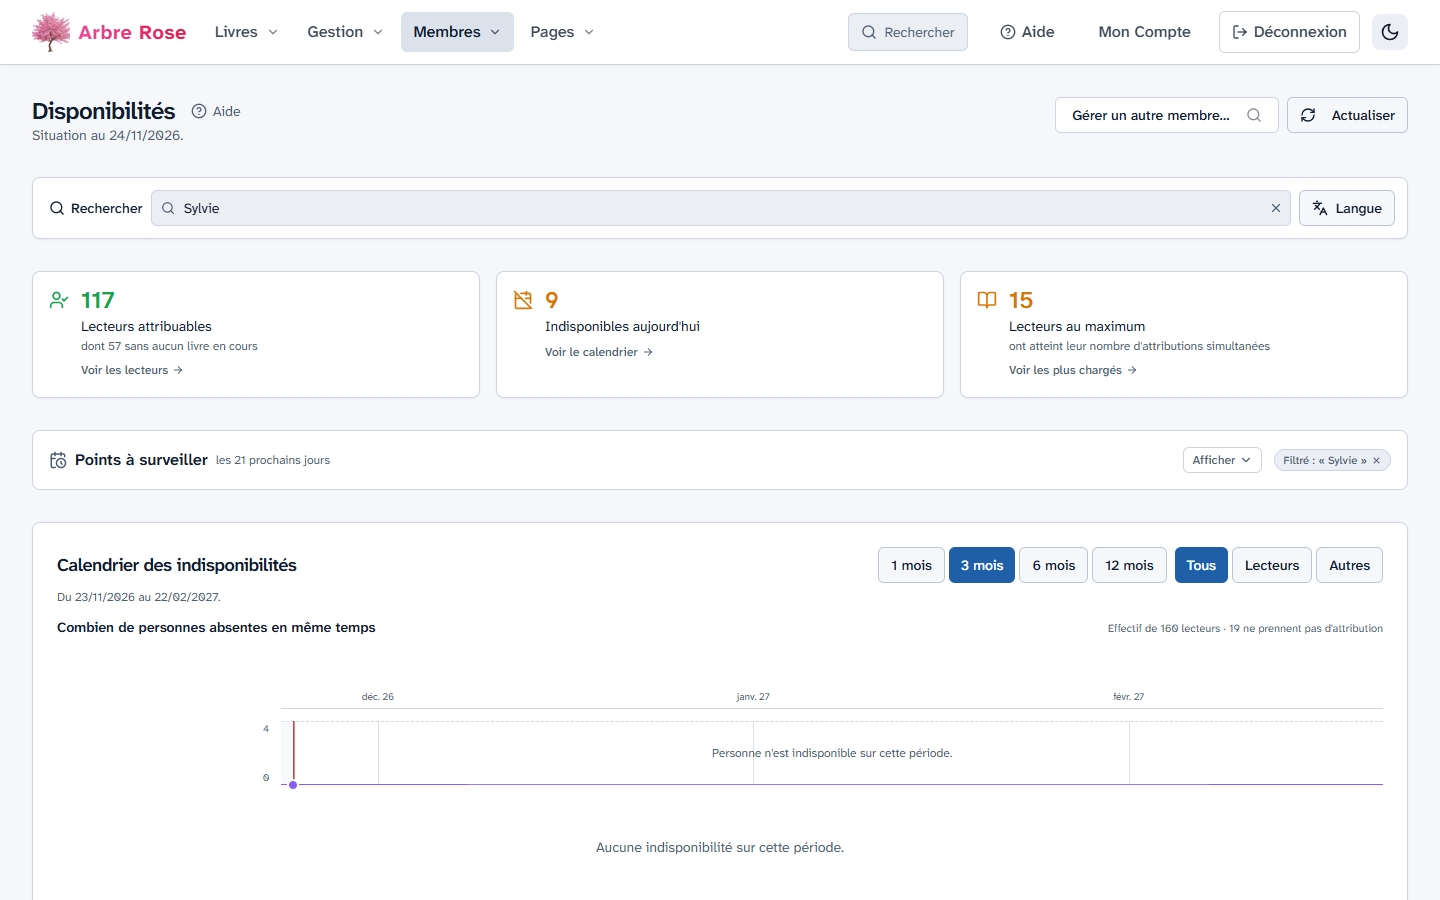 Arbre Rose
Livres
Gestion
Membres
Pages
Rechercher
Aide
Mon Compte
Déconnexion
Disponibilités
Aide
Situation au 24/11/2026.
Gérer un autre membre...
Actualiser
Rechercher
Sylvie
Langue
117
Lecteurs attribuables
dont 57 sans aucun livre en cours
Voir les lecteurs →
9
Indisponibles aujourd'hui
Voir le calendrier →
15
Lecteurs au maximum
ont atteint leur nombre d'attributions simultanées
Voir les plus chargés →
Points à surveiller
les 21 prochains jours
Afficher
Filtré : « Sylvie » ×
Calendrier des indisponibilités
1 mois
3 mois
6 mois
12 mois
Tous
Lecteurs
Autres
Du 23/11/2026 au 22/02/2027.
Combien de personnes absentes en même temps
Effectif de 160 lecteurs · 19 ne prennent pas d'attribution
déc. 26
janv. 27
févr. 27
4
Personne n'est indisponible sur cette période.
0
Aucune indisponibilité sur cette période.